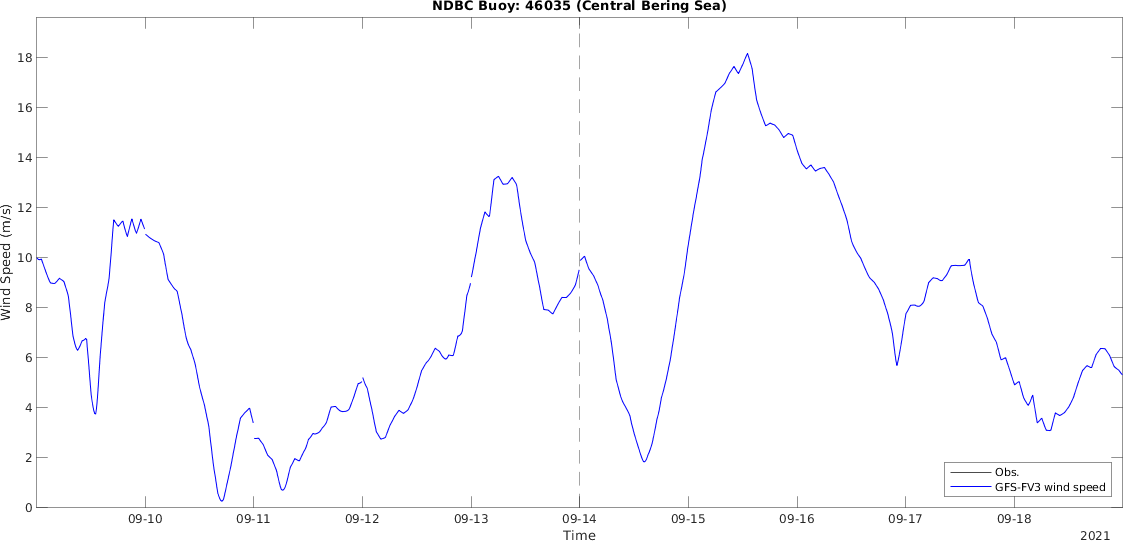 NDBC Buoy: 46035 (Central Bering Sea)
18
16
14
12
10
8
6
4
2
0
Wind Speed (m/s)
Obs.
GFS-FV3 wind speed
09-10 09-11 09-12 09-13 09-14 09-15 09-16 09-17 09-18
Time
2021